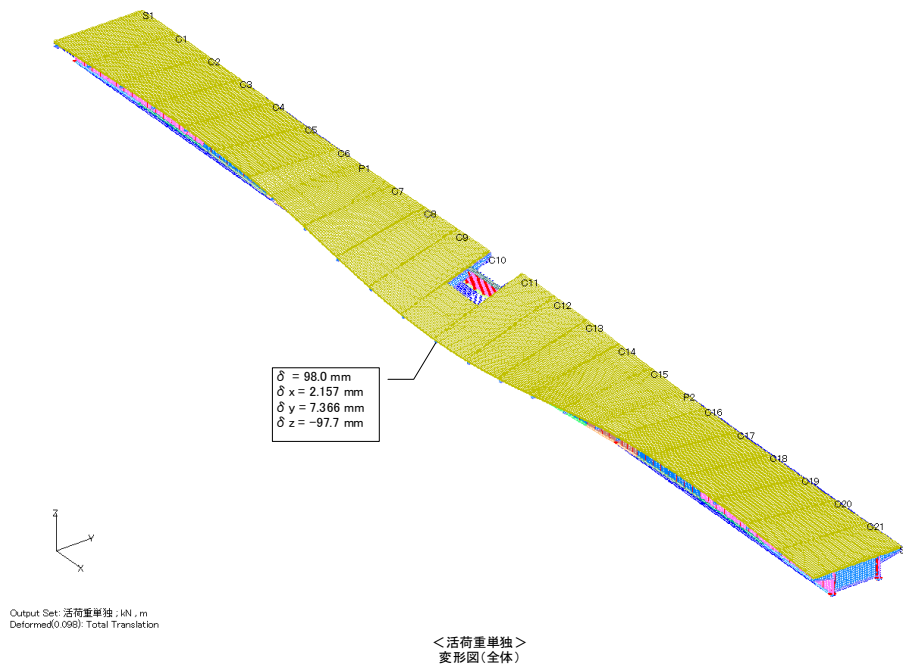 S1
C1
C2
C3
C4
C5
C6
P1
C7
C8
C9
C10
C11
C12
C13
C14
C15
P2
C16
C17
C18
C19
C20
C21
δ = 98.0 mm
δ x = 2.157 mm
δ y = 7.366 mm
δ z = −97.7 mm
Z
Y
X
Output Set: 活荷重単独 ; kN , m
Deformed(0.098): Total Translation
＜活荷重単独＞
変形図(全体)